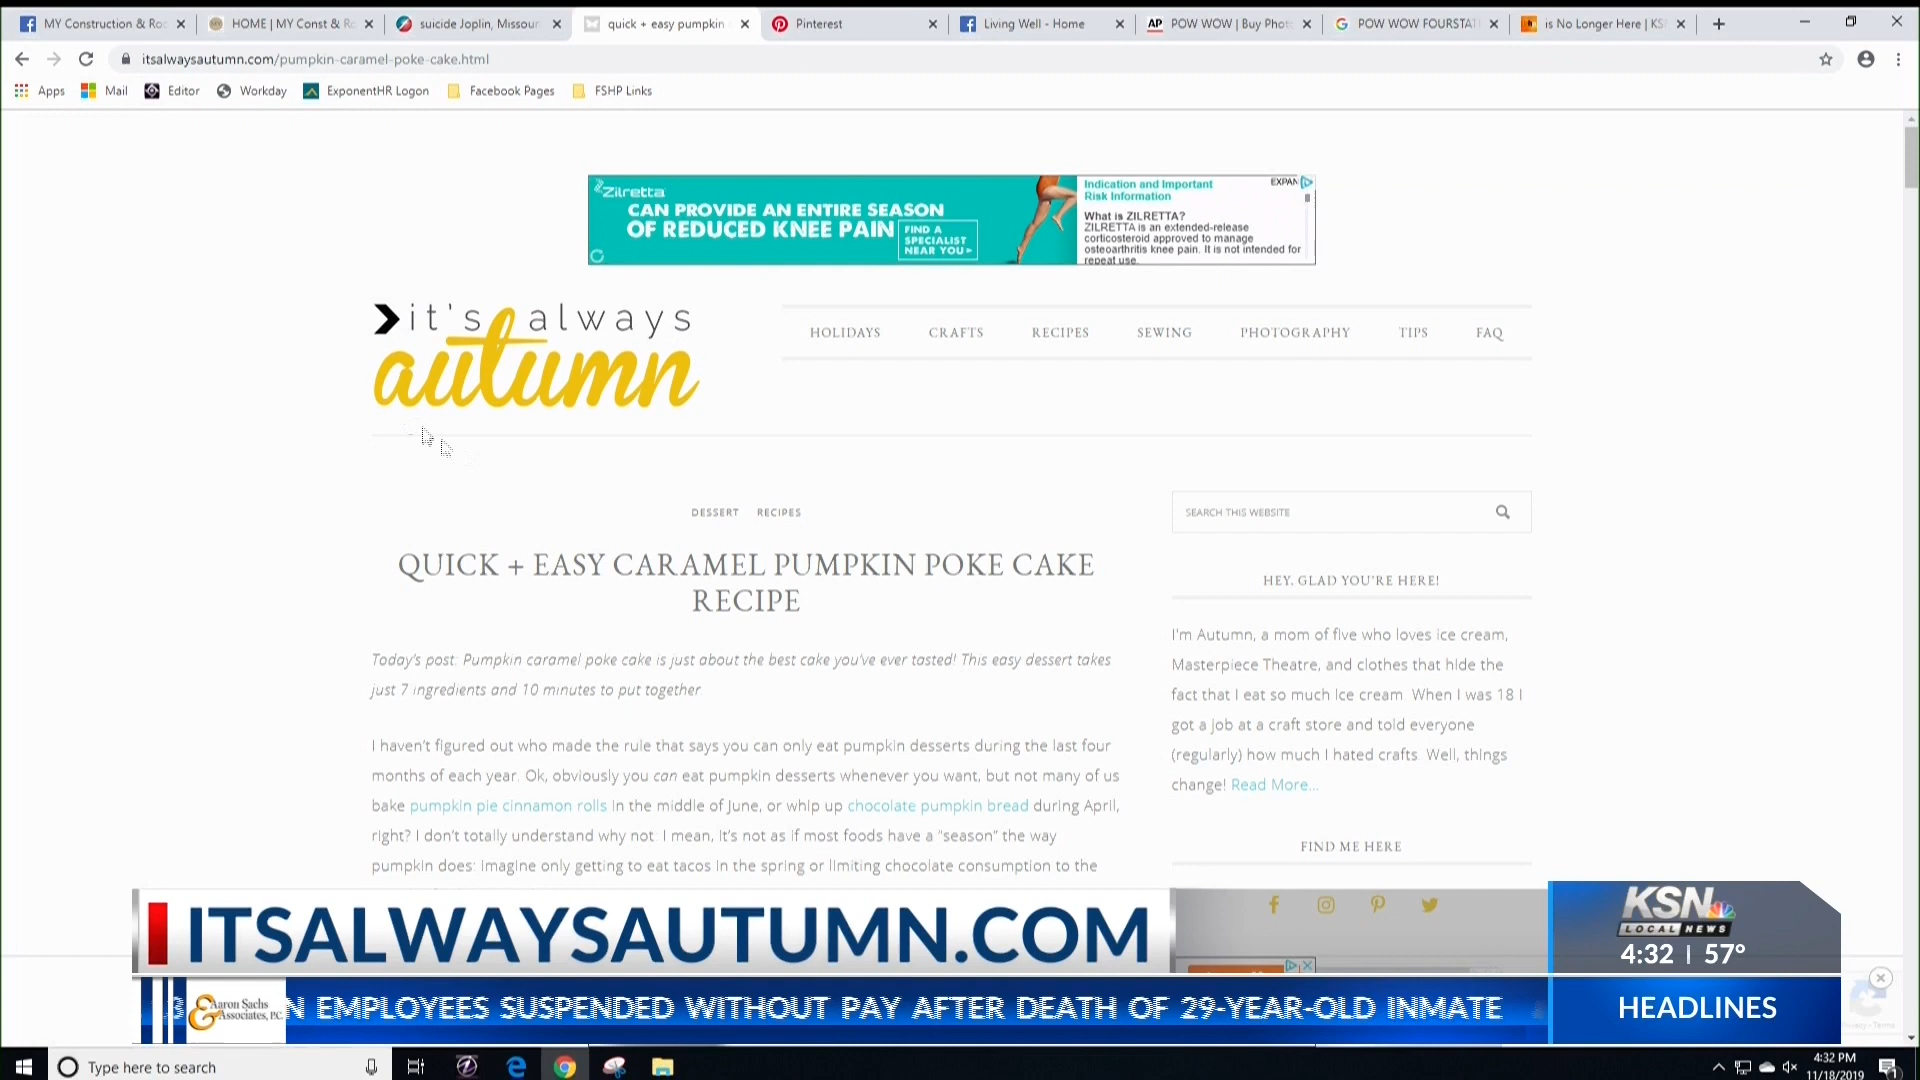 MY Construction & Ro
HOME | MY Const & R
suicide Joplin, Missour
quick + easy pumpkin
Pinterest
Living Well - Home
POW WOW | Buy Phot
POW WOW FOURSTAT
is No Longer Here | KS
itsalwaysautumn.com/pumpkin-caramel-poke-cake.html
Apps
Mail
Editor
Workday
ExponentHR Logon
Facebook Pages
FSHP Links
Zilretta
CAN PROVIDE AN ENTIRE SEASON
OF REDUCED KNEE PAIN
FIND A
SPECIALIST
NEAR YOU
Indication and Important
Risk Information
EXPAN
What is ZILRETTA?
ZILRETTA is an extended-release
corticosteroid approved to manage
osteoarthritis knee pain. It is not intended for
repeat use.
it's always
autumn
HOLIDAYS
CRAFTS
RECIPES
SEWING
PHOTOGRAPHY
TIPS
FAQ
DESSERT RECIPES
QUICK + EASY CARAMEL PUMPKIN POKE CAKE
RECIPE
Today's post: Pumpkin caramel poke cake is just about the best cake you've ever tasted! This easy dessert takes
just 7 ingredients and 10 minutes to put together.
I haven't figured out who made the rule that says you can only eat pumpkin desserts during the last four
months of each year. Ok, obviously you can eat pumpkin desserts whenever you want, but not many of us
bake pumpkin pie cinnamon rolls in the middle of June, or whip up chocolate pumpkin bread during April,
right? I don't totally understand why not. I mean, it's not as if most foods have a "season" the way
pumpkin does: Imagine only getting to eat tacos in the spring or limiting chocolate consumption to the
SEARCH THIS WEBSITE
HEY, GLAD YOU'RE HERE!
I'm Autumn, a mom of five who loves ice cream,
Masterpiece Theatre, and clothes that hide the
fact that I eat so much ice cream. When I was 18 I
got a job at a craft store and told everyone
(regularly) how much I hated crafts. Well, things
change! Read More...
FIND ME HERE
ITSALWAYSAUTUMN.COM
KSN
LOCAL NEWS
4:32 | 57°
Aaron Sachs
& Associates, P.C.
N EMPLOYEES SUSPENDED WITHOUT PAY AFTER DEATH OF 29-YEAR-OLD INMATE
HEADLINES
Type here to search
4:32 PM
11/18/2019